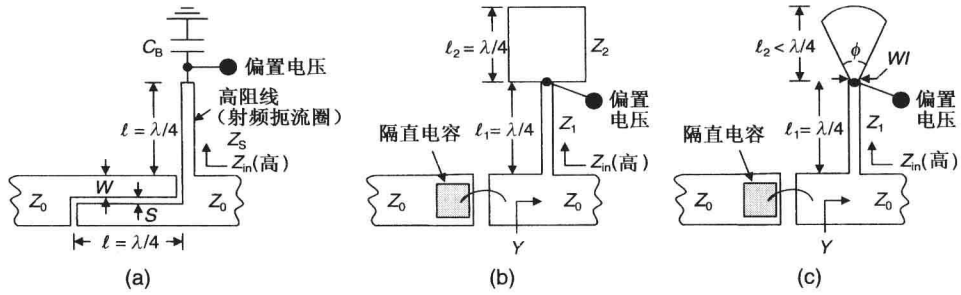 C_B
偏置电压
高阻线
(射频扼流圈)
ℓ = λ/4
Z_S
Z_in(高)
W
Z_0
S
Z_0
ℓ = λ/4
(a)
ℓ_2 = λ/4
Z_2
偏置
电压
隔直电容
ℓ_1 = λ/4
Z_1
Z_in(高)
Z_0
Z_0
Y
(b)
ℓ_2 < λ/4
ϕ
WI
偏置
电压
隔直电容
ℓ_1 = λ/4
Z_1
Z_in(高)
Z_0
Z_0
Y
(c)